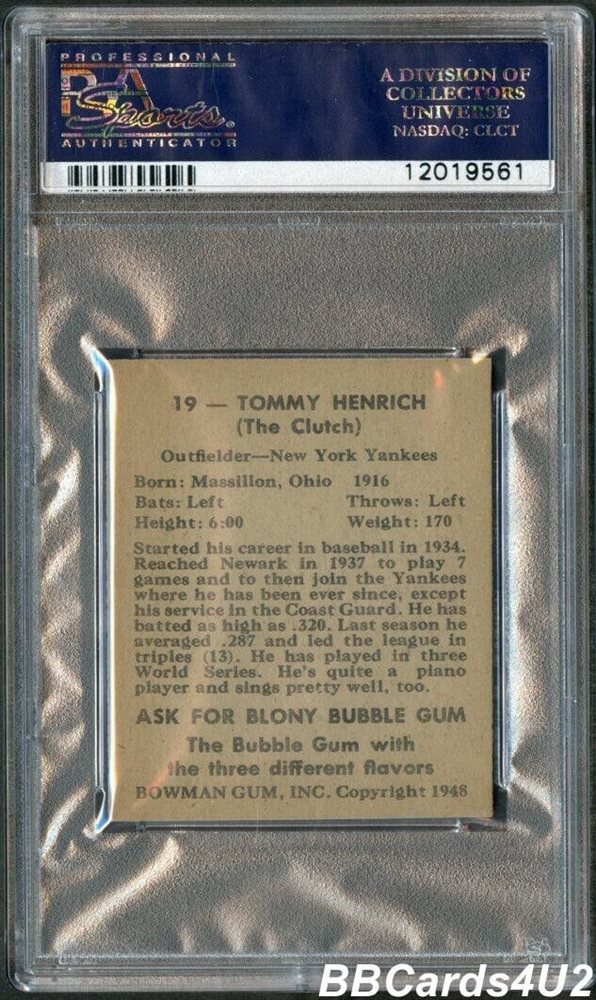 PROFESSIONAL
PSA
Sports.
AUTHENTICATOR
A DIVISION OF
COLLECTORS
UNIVERSE
NASDAQ: CLCT
12019561
19 — TOMMY HENRICH
(The Clutch)
Outfielder—New York Yankees
Born: Massillon, Ohio 1916
Bats: Left Throws: Left
Height: 6:00 Weight: 170
Started his career in baseball in 1934.
Reached Newark in 1937 to play 7
games and to then join the Yankees
where he has been ever since, except
his service in the Coast Guard. He has
batted as high as .320. Last season he
averaged .287 and led the league in
triples (13). He has played in three
World Series. He's quite a piano
player and sings pretty well, too.
ASK FOR BLONY BUBBLE GUM
The Bubble Gum with
the three different flavors
BOWMAN GUM, INC. Copyright 1948
PSA
BBCards4U2